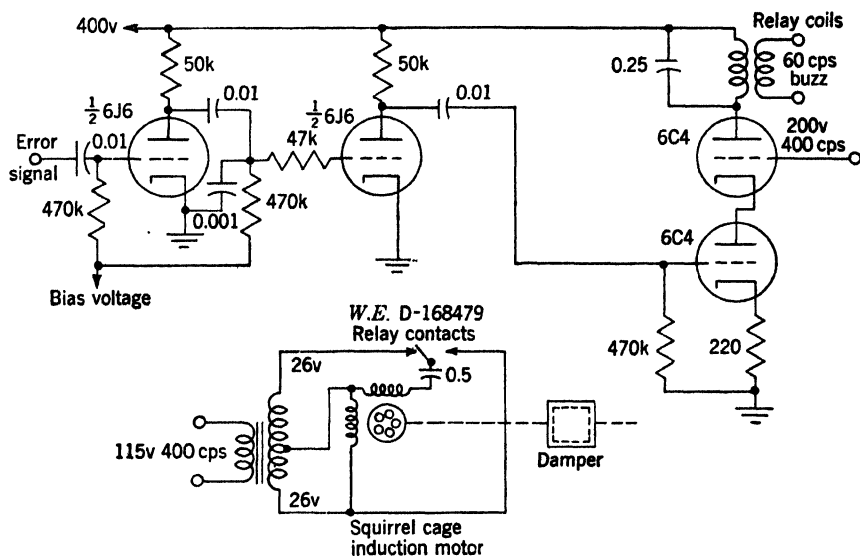 400v
50k
0.01
½ 6J6
Error
signal
0.01
470k
0.001
470k
47k
½ 6J6
50k
0.01
0.25
Relay coils
60 cps
buzz
6C4
200v
400 cps
6C4
470k
220
Bias voltage
W.E. D-168479
Relay contacts
26v
0.5
115v 400 cps
26v
Damper
Squirrel cage
induction motor